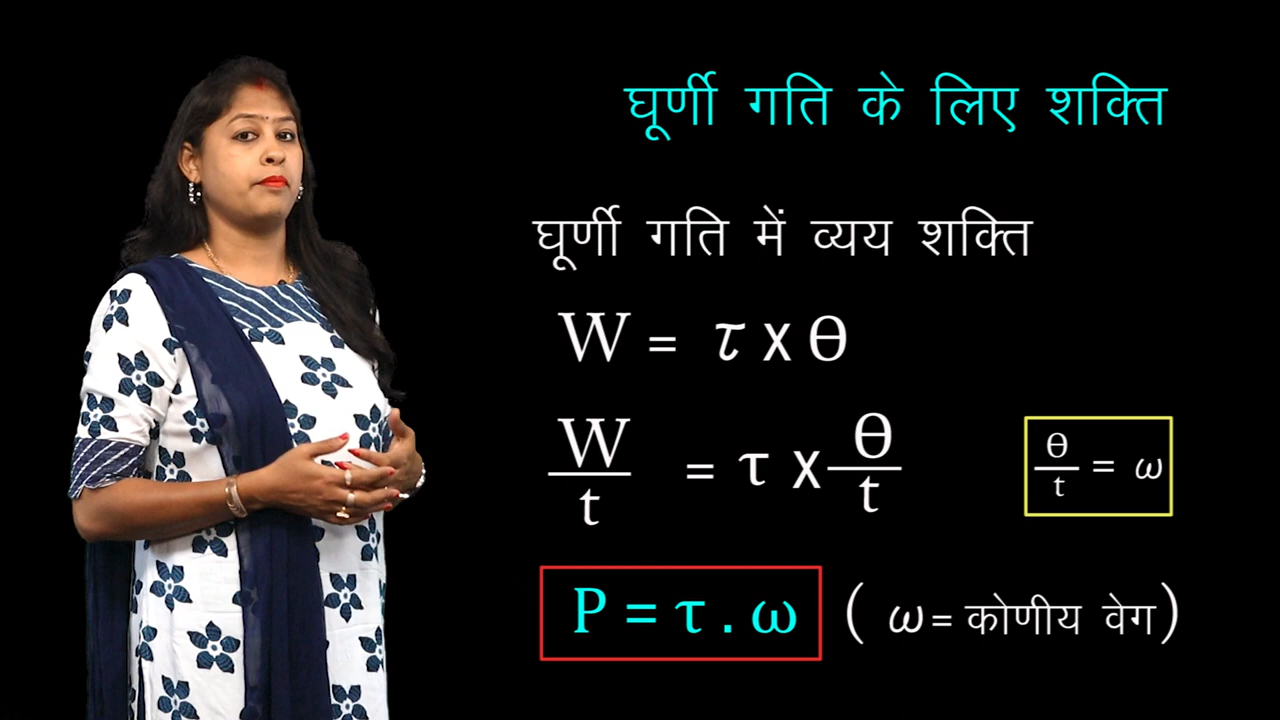 घूर्णी गति के लिए शक्ति
घूर्णी गति में व्यय शक्ति
W = τ x θ
W/t = τ x θ/t
θ/t = ω
P = τ . ω ( ω = कोणीय वेग)